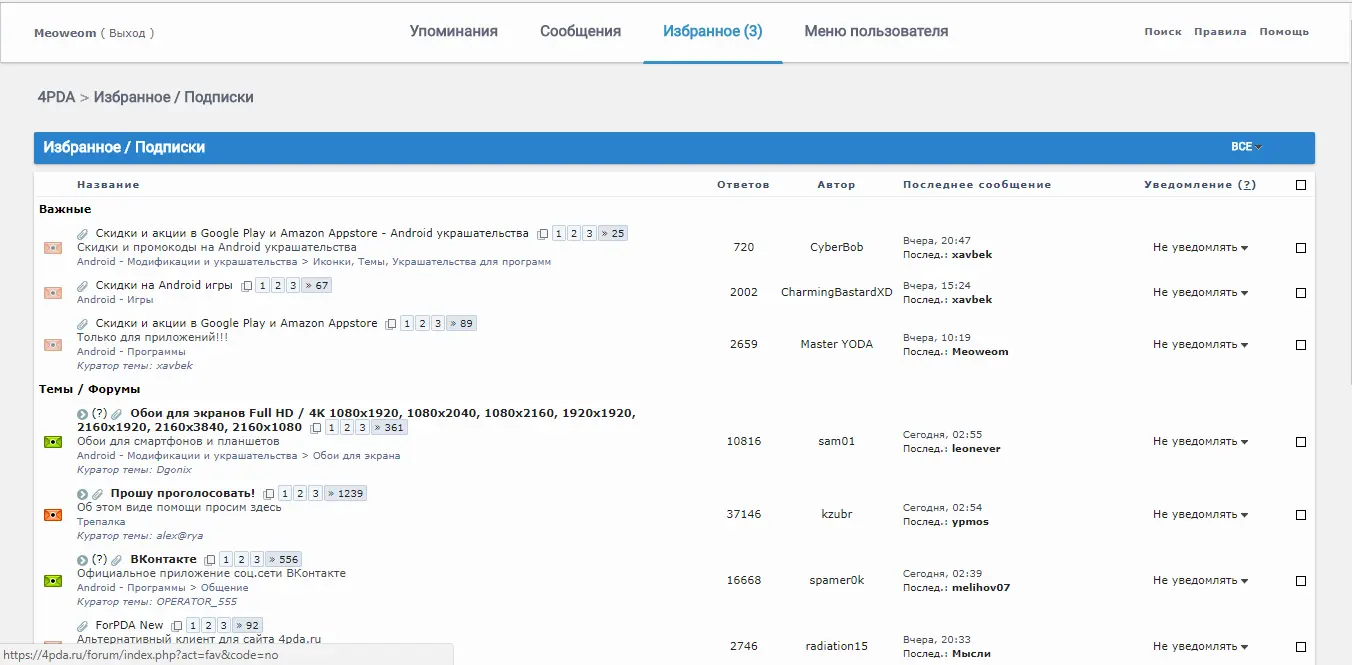 Meoweom ( Выход ) Упоминания Сообщения Избранное (3) Меню пользователя Поиск Правила Помощь
4PDA > Избранное / Подписки
Избранное / Подписки ВСЕ
Название Ответов Автор Последнее сообщение Уведомление (?)
Важные
Скидки и акции в Google Play и Amazon Appstore - Android украшательства 1 2 3 » 25
Скидки и промокоды на Android украшательства
Android - Модификации и украшательства > Иконки, Темы, Украшательства для программ
720 CyberBob
Вчера, 20:47
Послед.: xavbek
Не уведомлять
Скидки на Android игры 1 2 3 » 67
Android - Игры
2002 CharmingBastardXD
Вчера, 15:24
Послед.: xavbek
Не уведомлять
Скидки и акции в Google Play и Amazon Appstore 1 2 3 » 89
Только для приложений!!!
Android - Программы
Куратор темы: xavbek
2659 Master YODA
Вчера, 10:19
Послед.: Meoweom
Не уведомлять
Темы / Форумы
(?) Обои для экранов Full HD / 4К 1080x1920, 1080x2040, 1080x2160, 1920x1920,
2160x1920, 2160x3840, 2160x1080 1 2 3 » 361
Обои для смартфонов и планшетов
Android - Модификации и украшательства > Обои для экрана
Куратор темы: Dgonix
10816 sam01
Сегодня, 02:55
Послед.: leonever
Не уведомлять
Прошу проголосовать! 1 2 3 » 1239
Об этом виде помощи просим здесь
Трепалка
Куратор темы: alex@rya
37146 kzubr
Сегодня, 02:54
Послед.: ypmos
Не уведомлять
(?) ВКонтакте 1 2 3 » 556
Официальное приложение соц.сети ВКонтакте
Android - Программы > Общение
Куратор темы: OPERATOR_555
16668 spamer0k
Сегодня, 02:39
Послед.: melihov07
Не уведомлять
ForPDA New 1 2 3 » 92
Альтернативный клиент для сайта 4pda.ru
2746 radiation15
Вчера, 20:33
Послед.: Мысли
Не уведомлять
https://4pda.ru/forum/index.php?act=fav&code=no